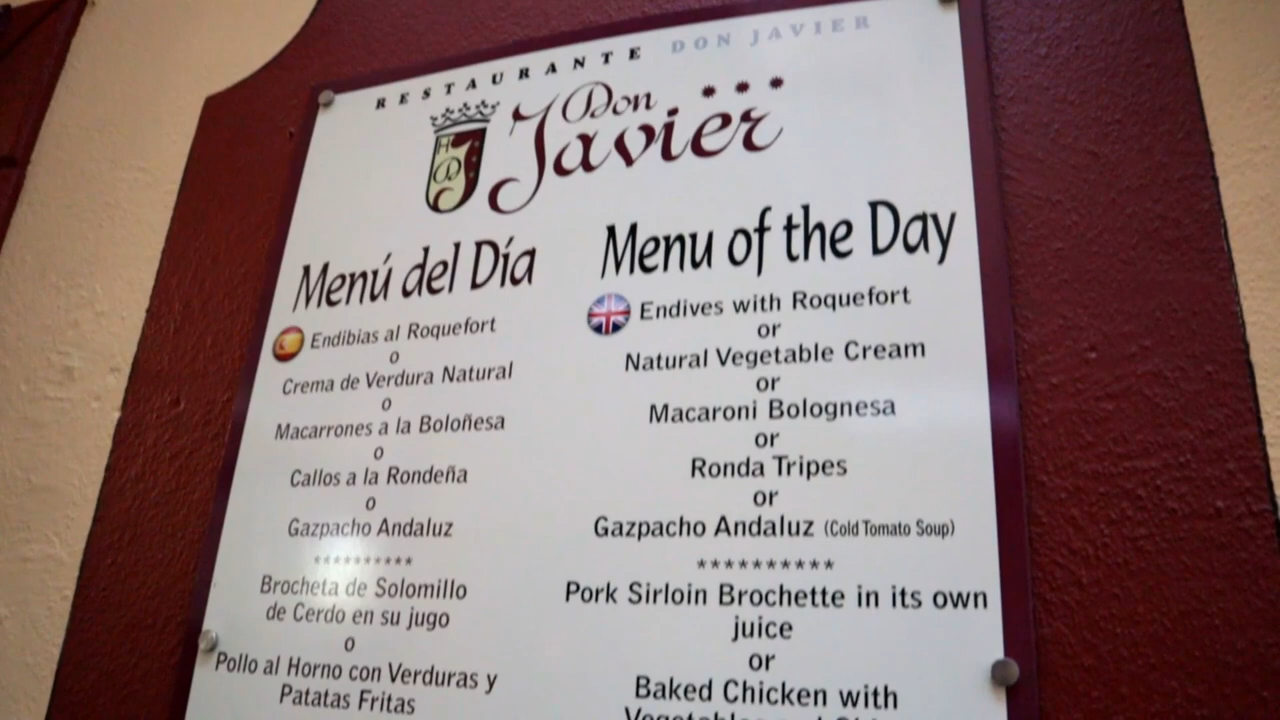 RESTAURANTE DON JAVIER
Don
Javier
Menú del Día
Endibias al Roquefort
o
Crema de Verdura Natural
o
Macarrones a la Boloñesa
o
Callos a la Rondeña
o
Gazpacho Andaluz
**********
Brocheta de Solomillo
de Cerdo en su jugo
o
Pollo al Horno con Verduras y
Patatas Fritas
Menu of the Day
Endives with Roquefort
or
Natural Vegetable Cream
or
Macaroni Bolognesa
or
Ronda Tripes
or
Gazpacho Andaluz (Cold Tomato Soup)
**********
Pork Sirloin Brochette in its own
juice
or
Baked Chicken with